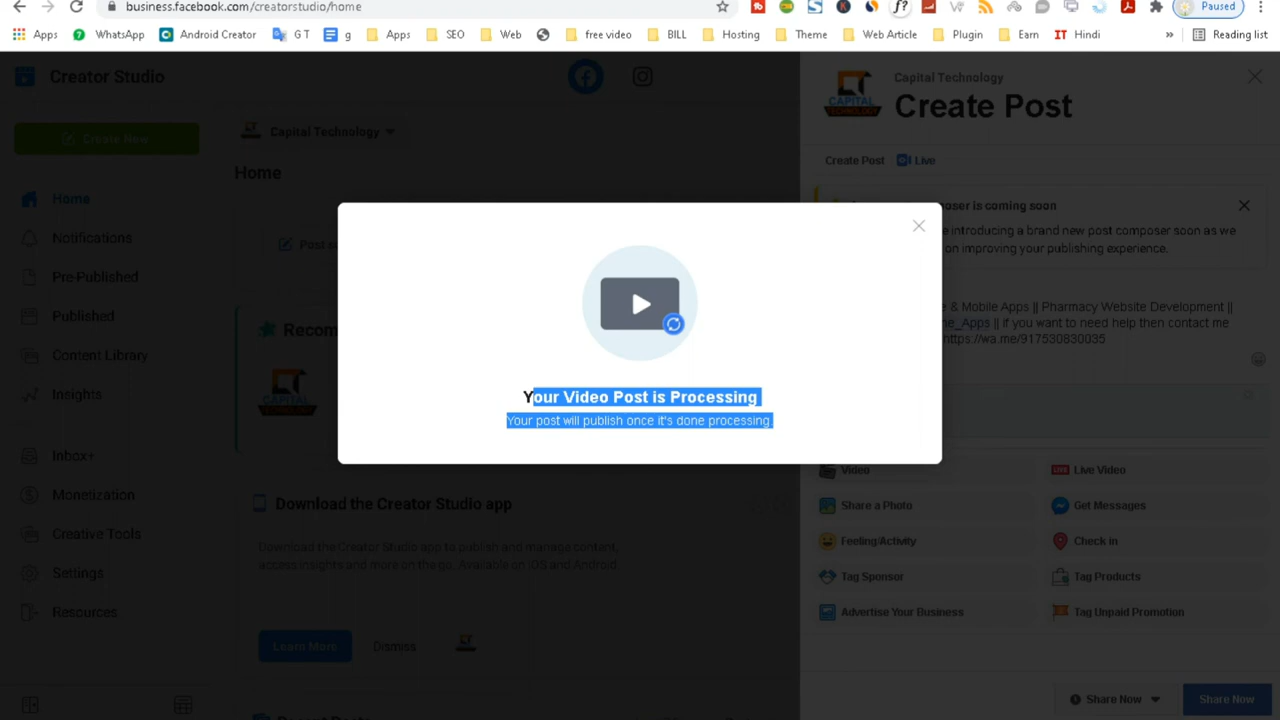 business.facebook.com/creatorstudio/home
Paused
Apps WhatsApp Android Creator G T g Apps SEO Web free video BILL Hosting Theme Web Article Plugin Earn IT Hindi » Reading list
Creator Studio
Capital Technology
Create Post
CAPITAL
TECHNOLOGY
Create New
Capital Technology
Create Post Live
Home
Home
Notifications
Pre-Published
Published
Content Library
Insights
Inbox+
Monetization
Creative Tools
Settings
Resources
Post
Recom
CAPITAL
Your Video Post is Processing
Your post will publish once it's done processing.
poser is coming soon
introducing a brand new post composer soon as we
on improving your publishing experience.
& Mobile Apps || Pharmacy Website Development ||
_Apps || if you want to need help then contact me
https://wa.me/917530830035
Download the Creator Studio app
Download the Creator Studio app to publish and manage content,
access insights and more on the go. Available on iOS and Android.
Learn More Dismiss
Video LIVE Live Video
Share a Photo Get Messages
Feeling/Activity Check in
Tag Sponsor Tag Products
Advertise Your Business Tag Unpaid Promotion
Share Now Share Now